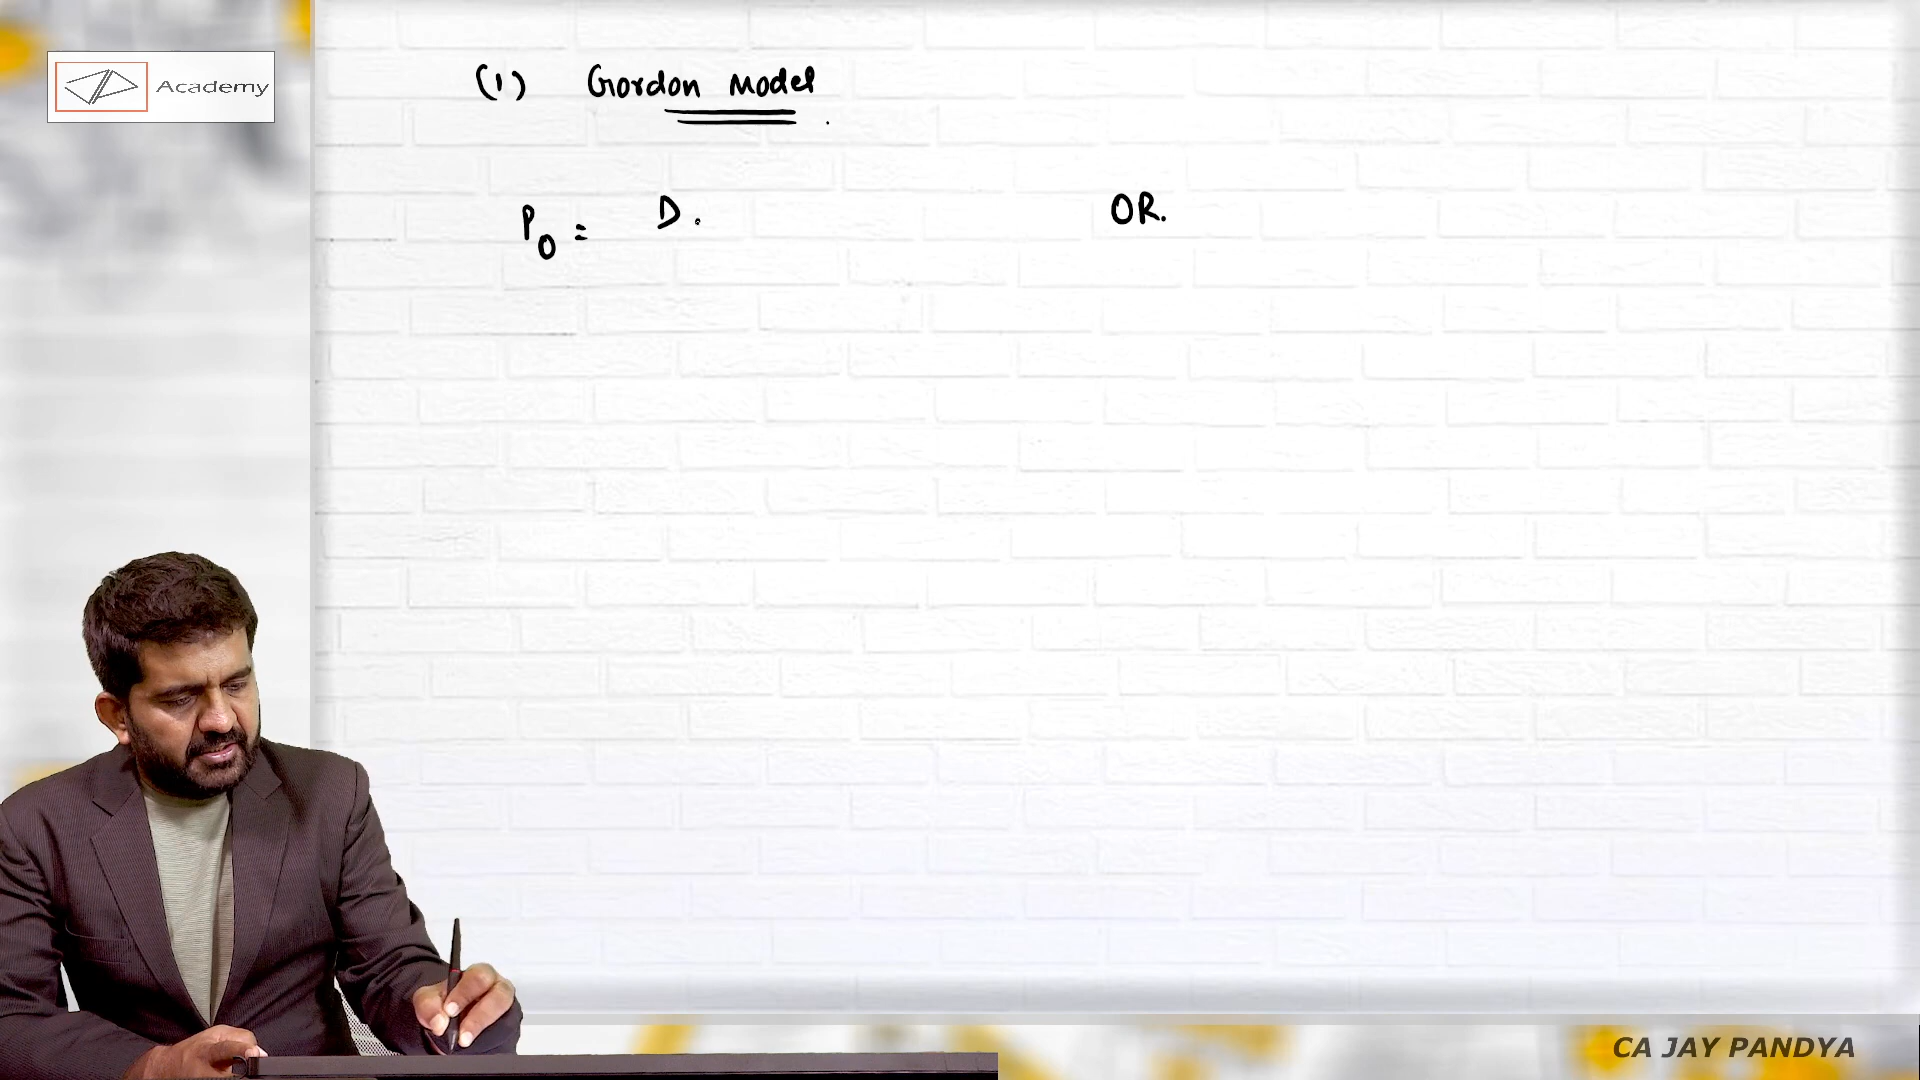 Academy
(1) Gordon Model
P0 = D. OR.
CA JAY PANDYA